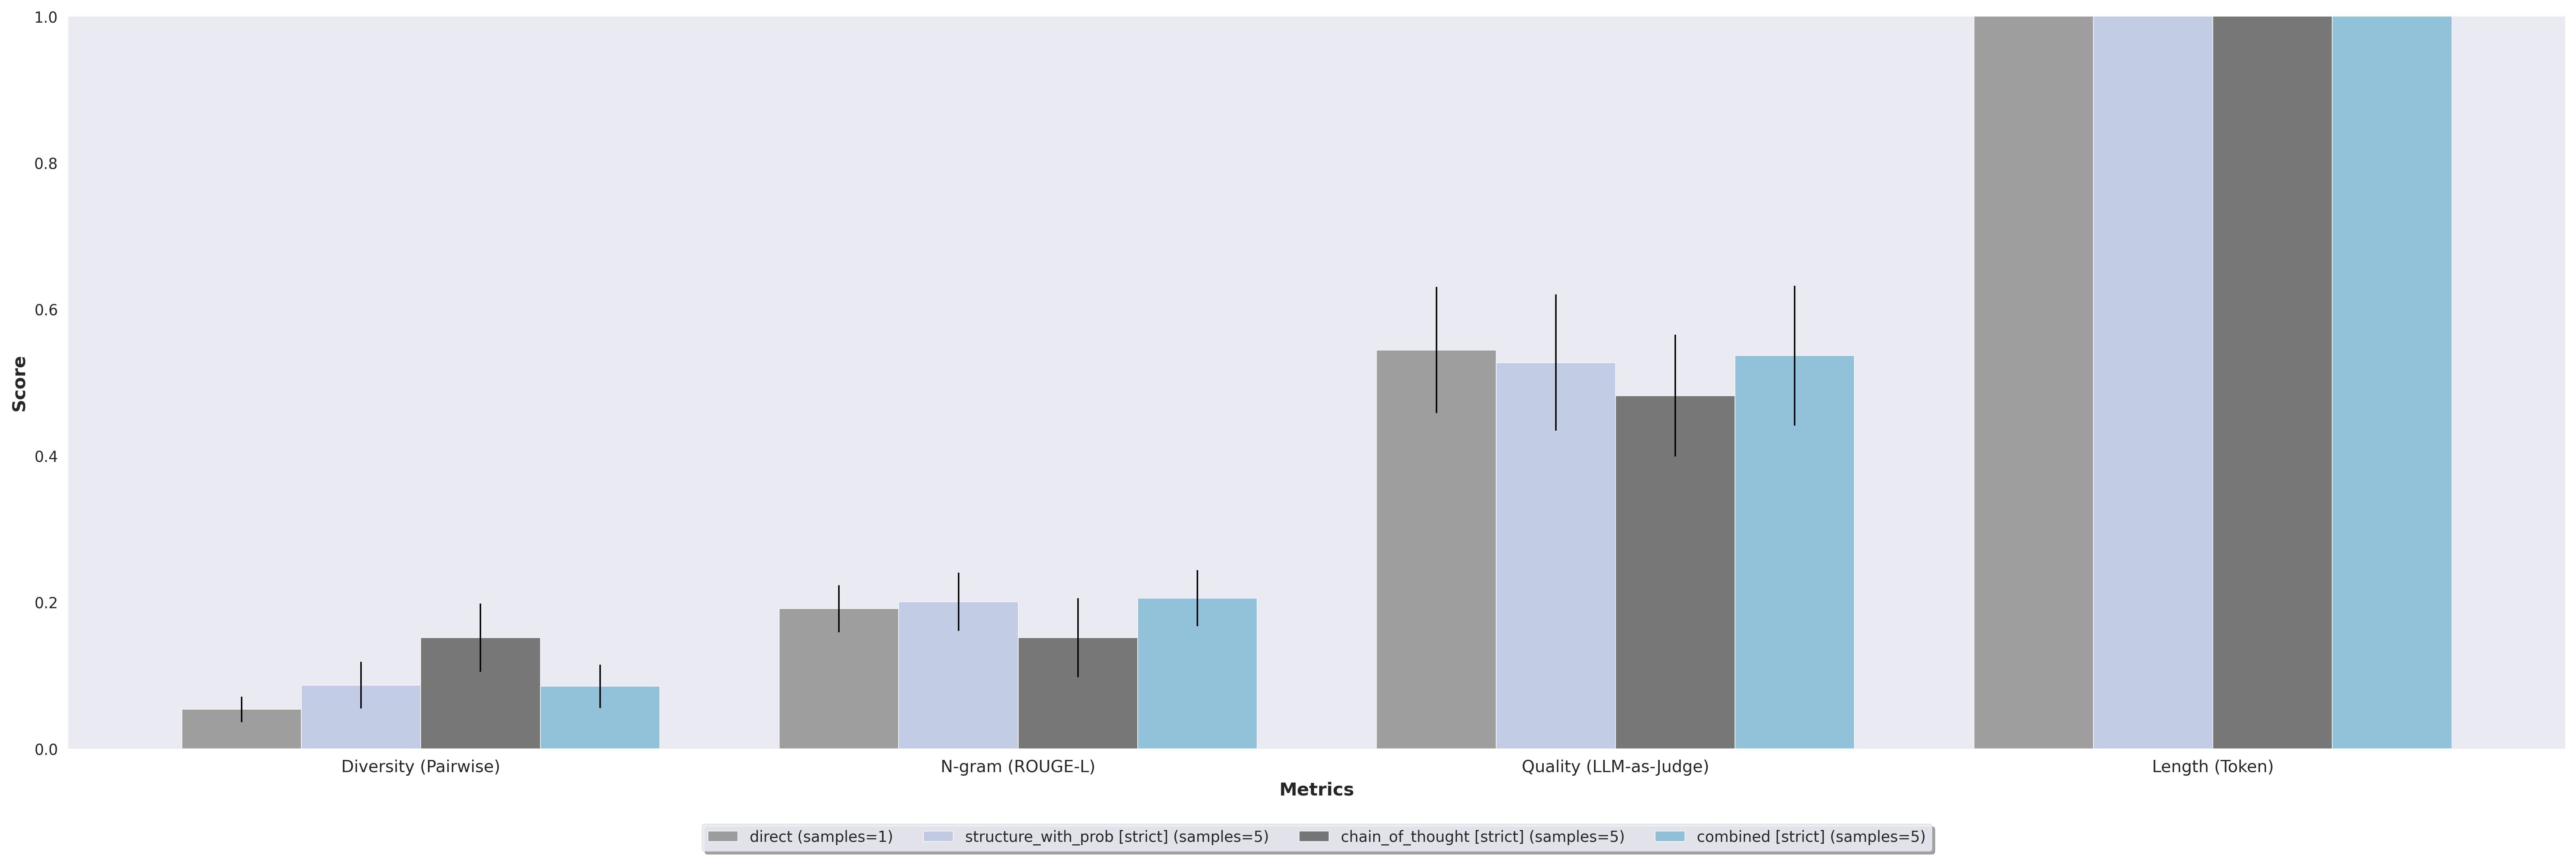 1.0
0.8
0.6
0.4
0.2
0.0
Score
Diversity (Pairwise) N-gram (ROUGE-L) Quality (LLM-as-Judge) Length (Token)
Metrics
direct (samples=1) structure_with_prob [strict] (samples=5) chain_of_thought [strict] (samples=5) combined [strict] (samples=5)